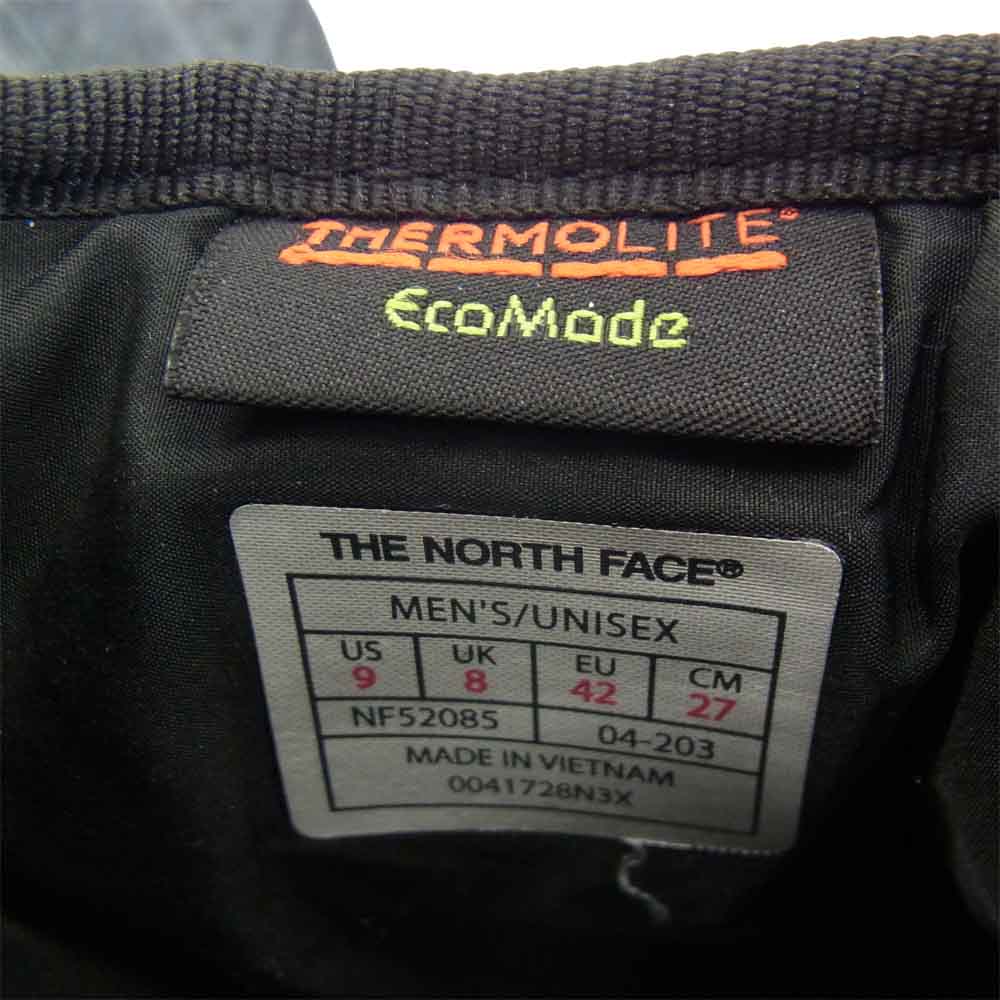 THERMOLITE®
EcoMade
THE NORTH FACE®
MEN'S/UNISEX
US UK EU CM
9 8 42 27
NF52085 04-203
MADE IN VIETNAM
0041728N3X